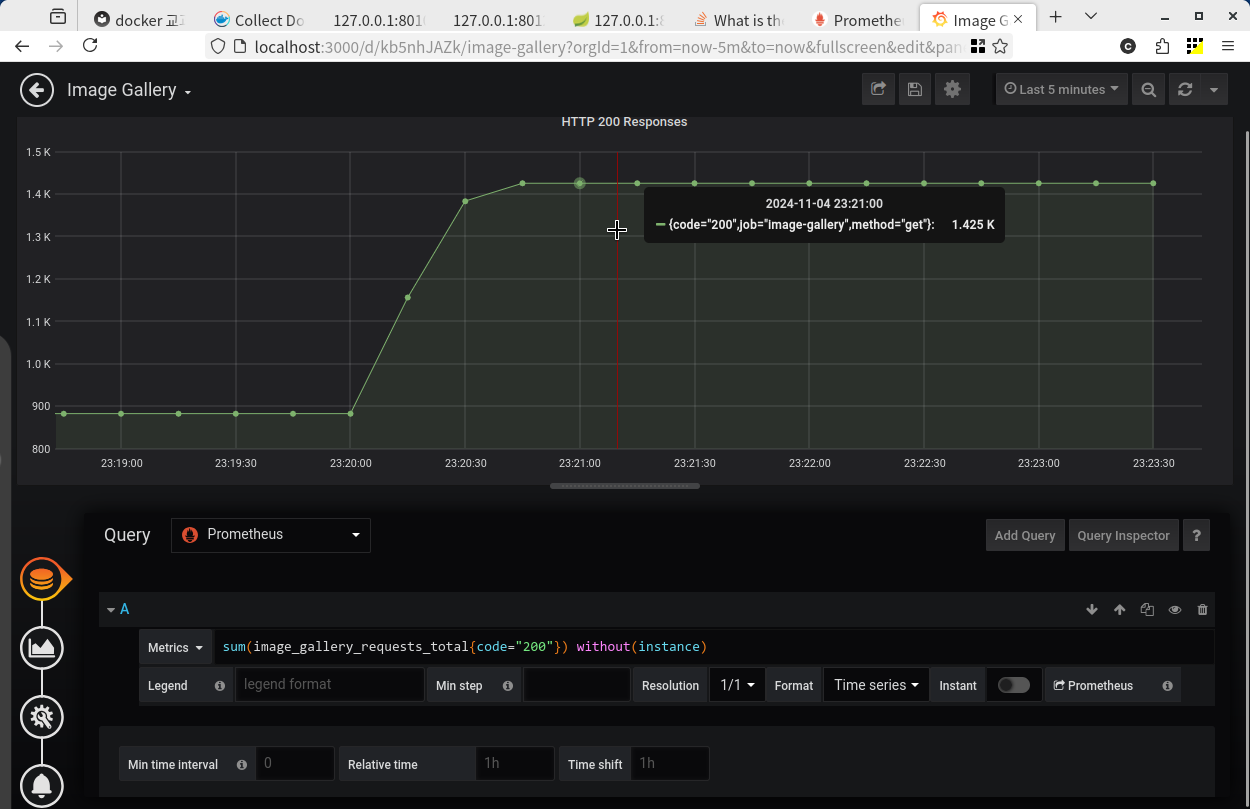 docker 교
Collect Do
127.0.0.1:801
127.0.0.1:801
127.0.0.1:8
What is th
Promethe
Image G
localhost:3000/d/kb5nhJAZk/image-gallery?orgId=1&from=now-5m&to=now&fullscreen&edit&pan
Image Gallery
Last 5 minutes
HTTP 200 Responses
1.5 K
1.4 K
1.3 K
1.2 K
1.1 K
1.0 K
900
800
2024-11-04 23:21:00
{code="200",job="image-gallery",method="get"}: 1.425 K
23:19:00 23:19:30 23:20:00 23:20:30 23:21:00 23:21:30 23:22:00 23:22:30 23:23:00 23:23:30
Query Prometheus Add Query Query Inspector ?
A
Metrics sum(image_gallery_requests_total{code="200"}) without(instance)
Legend legend format Min step Resolution 1/1 Format Time series Instant Prometheus
Min time interval 0 Relative time 1h Time shift 1h